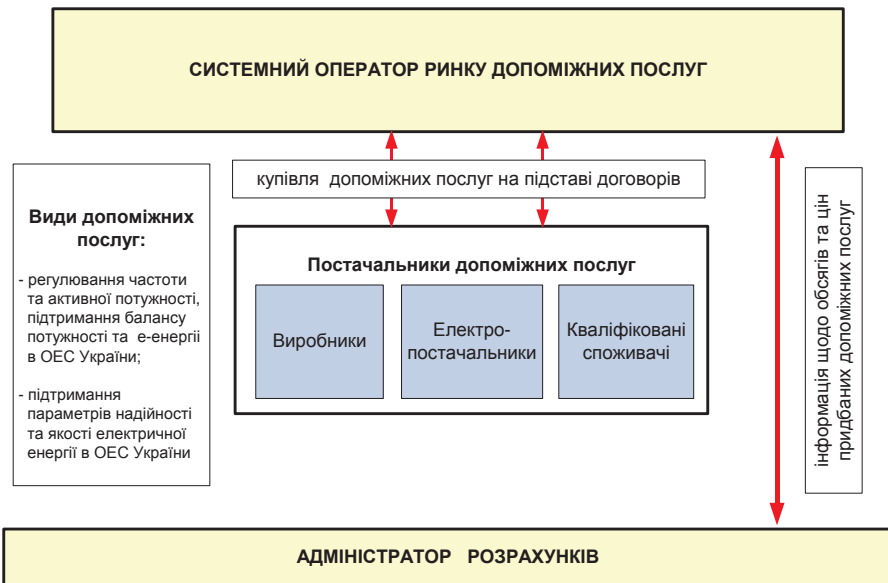 СИСТЕМНИЙ ОПЕРАТОР РИНКУ ДОПОМІЖНИХ ПОСЛУГ
купівля допоміжних послуг на підставі договорів
Види допоміжних
послуг:
- регулювання частоти
та активної потужності,
підтримання балансу
потужності та е-енергії
в ОЕС України;
- підтримання
параметрів надійності
та якості електричної
енергії в ОЕС України
Постачальники допоміжних послуг
Виробники
Електро-
постачальники
Кваліфіковані
споживачі
інформація щодо обсягів та цін
придбаних допоміжних послуг
АДМІНІСТРАТОР РОЗРАХУНКІВ